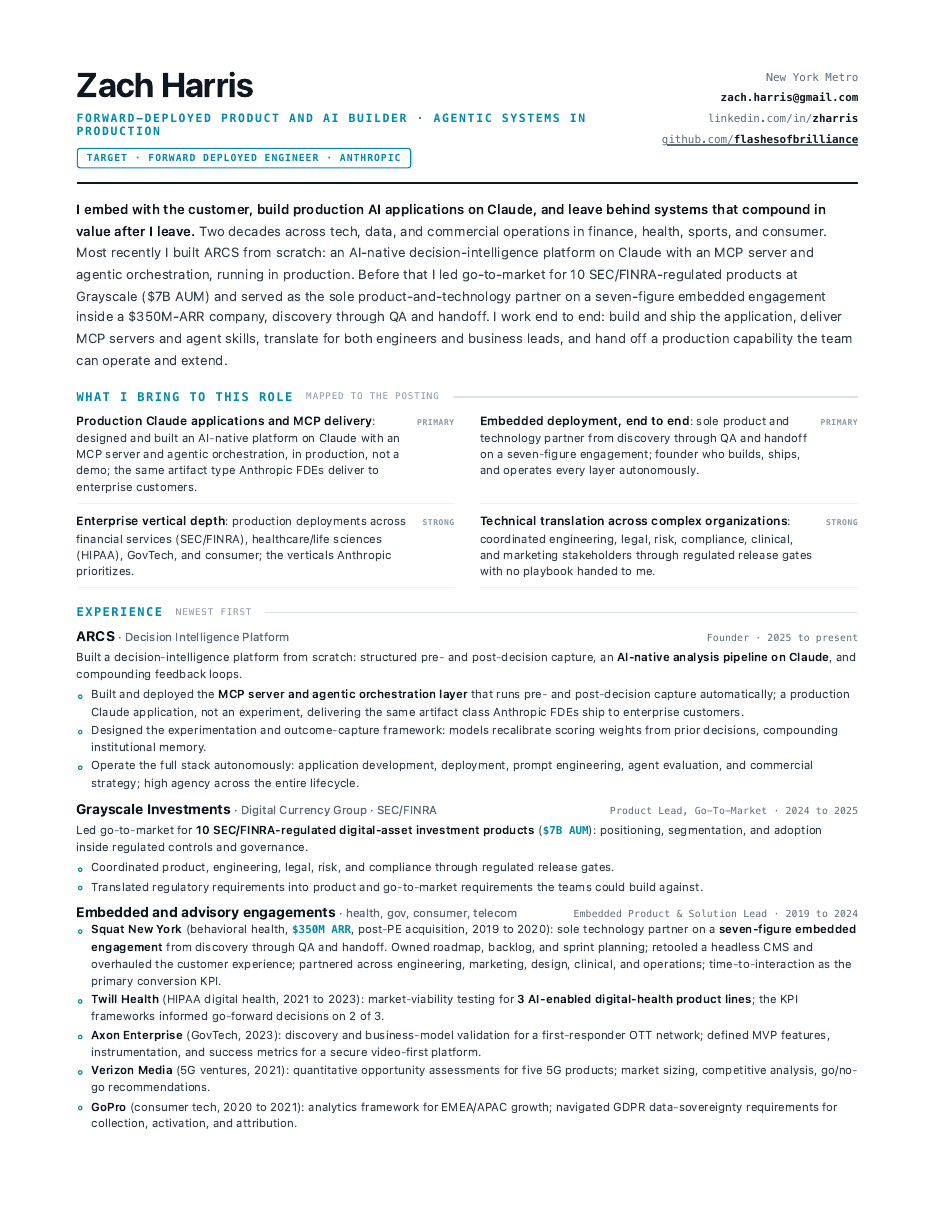 Zach Harris
New York Metro
zach.harris@gmail.com
linkedin.com/in/zharris
github.com/flashesofbrilliance
FORWARD-DEPLOYED PRODUCT AND AI BUILDER · AGENTIC SYSTEMS IN
PRODUCTION
TARGET · FORWARD DEPLOYED ENGINEER · ANTHROPIC
I embed with the customer, build production AI applications on Claude, and leave behind systems that compound in
value after I leave. Two decades across tech, data, and commercial operations in finance, health, sports, and consumer.
Most recently I built ARCS from scratch: an AI-native decision-intelligence platform on Claude with an MCP server and
agentic orchestration, running in production. Before that I led go-to-market for 10 SEC/FINRA-regulated products at
Grayscale ($7B AUM) and served as the sole product-and-technology partner on a seven-figure embedded engagement
inside a $350M-ARR company, discovery through QA and handoff. I work end to end: build and ship the application, deliver
MCP servers and agent skills, translate for both engineers and business leads, and hand off a production capability the team
can operate and extend.
WHAT I BRING TO THIS ROLE MAPPED TO THE POSTING
Production Claude applications and MCP delivery: PRIMARY
designed and built an AI-native platform on Claude with an
MCP server and agentic orchestration, in production, not a
demo; the same artifact type Anthropic FDEs deliver to
enterprise customers.
Embedded deployment, end to end: sole product and PRIMARY
technology partner from discovery through QA and handoff
on a seven-figure engagement; founder who builds, ships,
and operates every layer autonomously.
Enterprise vertical depth: production deployments across STRONG
financial services (SEC/FINRA), healthcare/life sciences
(HIPAA), GovTech, and consumer; the verticals Anthropic
prioritizes.
Technical translation across complex organizations: STRONG
coordinated engineering, legal, risk, compliance, clinical,
and marketing stakeholders through regulated release gates
with no playbook handed to me.
EXPERIENCE NEWEST FIRST
ARCS · Decision Intelligence Platform Founder · 2025 to present
Built a decision-intelligence platform from scratch: structured pre- and post-decision capture, an AI-native analysis pipeline on Claude, and
compounding feedback loops.
Built and deployed the MCP server and agentic orchestration layer that runs pre- and post-decision capture automatically; a production
Claude application, not an experiment, delivering the same artifact class Anthropic FDEs ship to enterprise customers.
Designed the experimentation and outcome-capture framework: models recalibrate scoring weights from prior decisions, compounding
institutional memory.
Operate the full stack autonomously: application development, deployment, prompt engineering, agent evaluation, and commercial
strategy; high agency across the entire lifecycle.
Grayscale Investments · Digital Currency Group · SEC/FINRA Product Lead, Go-To-Market · 2024 to 2025
Led go-to-market for 10 SEC/FINRA-regulated digital-asset investment products ($7B AUM): positioning, segmentation, and adoption
inside regulated controls and governance.
Coordinated product, engineering, legal, risk, and compliance through regulated release gates.
Translated regulatory requirements into product and go-to-market requirements the teams could build against.
Embedded and advisory engagements · health, gov, consumer, telecom Embedded Product & Solution Lead · 2019 to 2024
Squat New York (behavioral health, $350M ARR, post-PE acquisition, 2019 to 2020): sole technology partner on a seven-figure embedded
engagement from discovery through QA and handoff. Owned roadmap, backlog, and sprint planning; retooled a headless CMS and
overhauled the customer experience; partnered across engineering, marketing, design, clinical, and operations; time-to-interaction as the
primary conversion KPI.
Twill Health (HIPAA digital health, 2021 to 2023): market-viability testing for 3 AI-enabled digital-health product lines; the KPI
frameworks informed go-forward decisions on 2 of 3.
Axon Enterprise (GovTech, 2023): discovery and business-model validation for a first-responder OTT network; defined MVP features,
instrumentation, and success metrics for a secure video-first platform.
Verizon Media (5G ventures, 2021): quantitative opportunity assessments for five 5G products; market sizing, competitive analysis, go/no-
go recommendations.
GoPro (consumer tech, 2020 to 2021): analytics framework for EMEA/APAC growth; navigated GDPR data-sovereignty requirements for
collection, activation, and attribution.